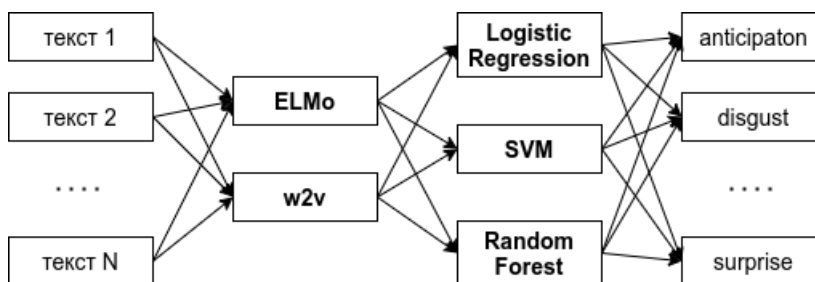 текст 1
текст 2
....
текст N
ELMo
w2v
Logistic
Regression
SVM
Random
Forest
anticipaton
disgust
....
surprise